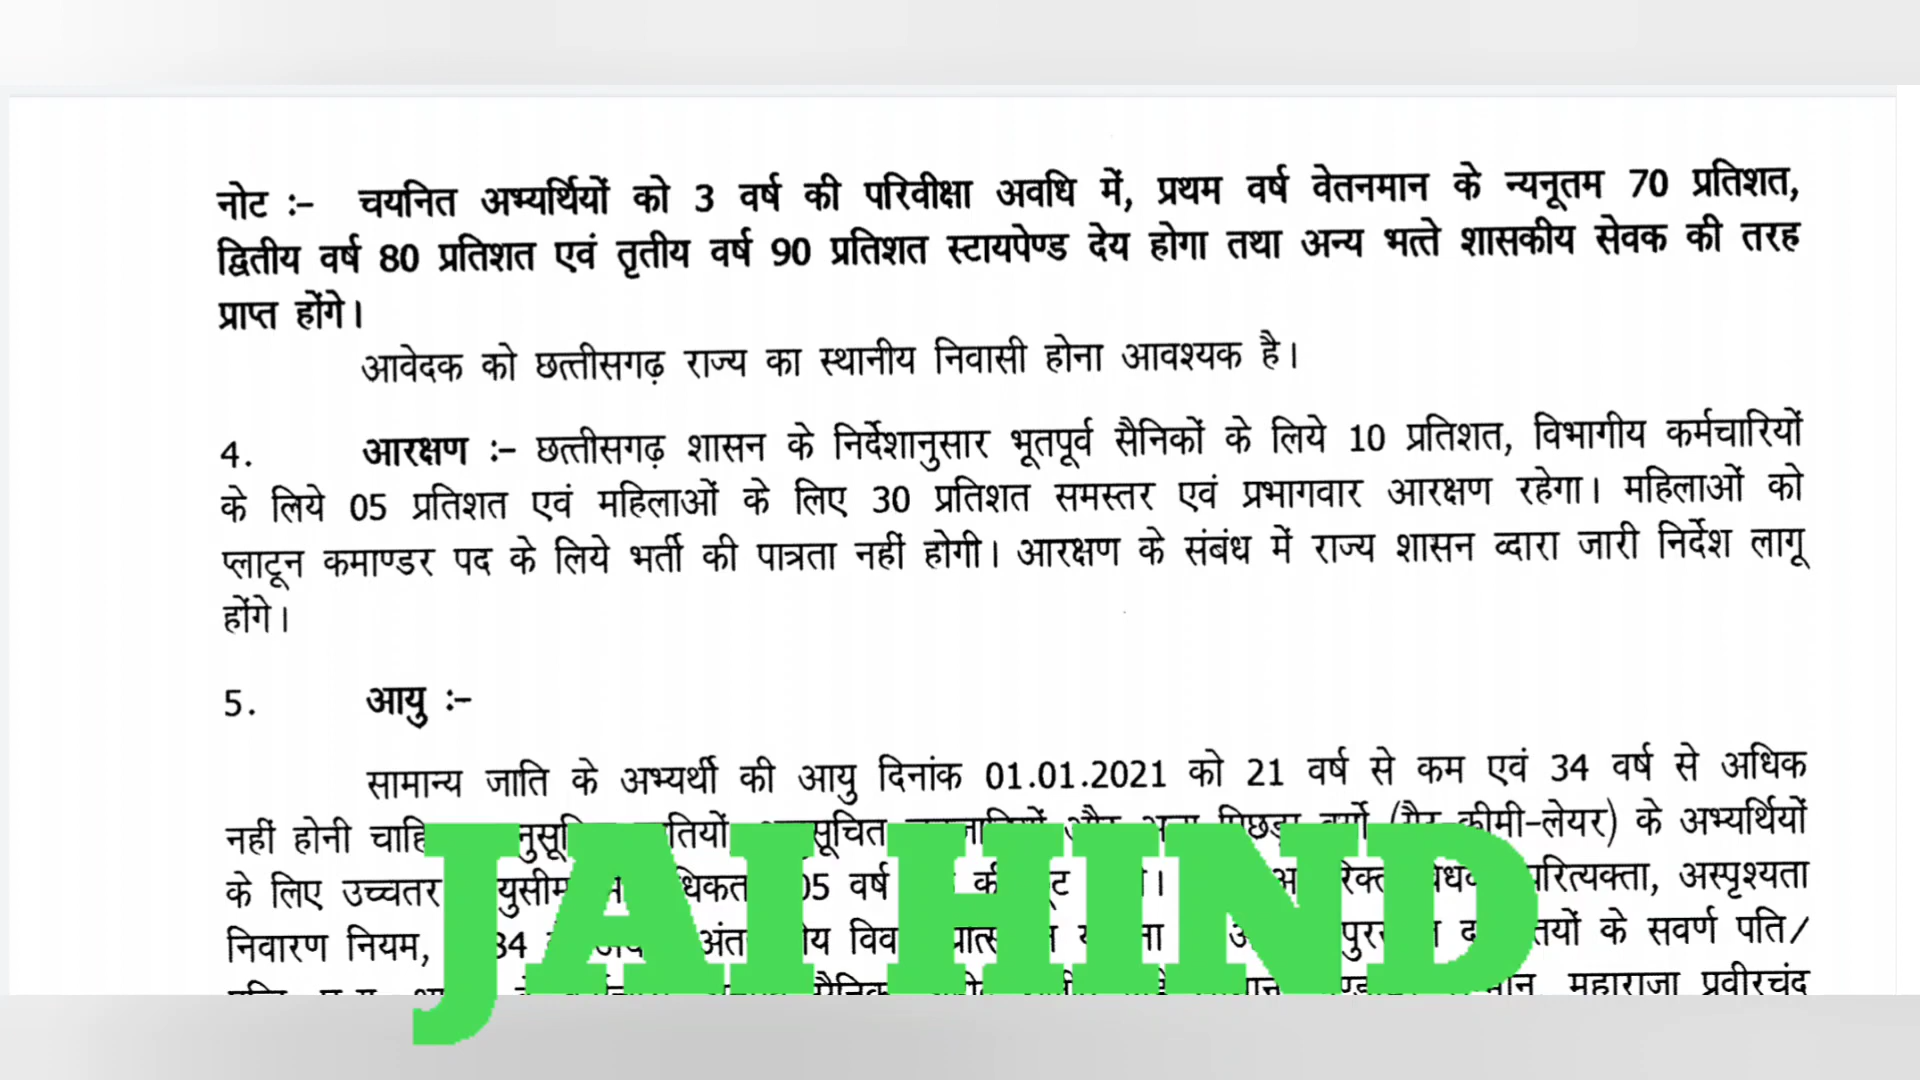 नोट :- चयनित अभ्यर्थियों को 3 वर्ष की परिवीक्षा अवधि में, प्रथम वर्ष वेतनमान के न्यनूतम 70 प्रतिशत,
द्वितीय वर्ष 80 प्रतिशत एवं तृतीय वर्ष 90 प्रतिशत स्टायपेण्ड देय होगा तथा अन्य भत्ते शासकीय सेवक की तरह
प्राप्त होंगे।
आवेदक को छत्तीसगढ़ राज्य का स्थानीय निवासी होना आवश्यक है।
4. आरक्षण :- छत्तीसगढ़ शासन के निर्देशानुसार भूतपूर्व सैनिकों के लिये 10 प्रतिशत, विभागीय कर्मचारियों
के लिये 05 प्रतिशत एवं महिलाओं के लिए 30 प्रतिशत समस्तर एवं प्रभागवार आरक्षण रहेगा। महिलाओं को
प्लाटून कमाण्डर पद के लिये भर्ती की पात्रता नहीं होगी। आरक्षण के संबंध में राज्य शासन व्दारा जारी निर्देश लागू
होंगे।
5. आयु :-
सामान्य जाति के अभ्यर्थी की आयु दिनांक 01.01.2021 को 21 वर्ष से कम एवं 34 वर्ष से अधिक
नहीं होनी (गैर क्रीमी-लेयर) के अभ्यर्थियों
के लिए उच्चतर 05 वर्ष अस्पृश्यता
निवारण नियम, के सवर्ण पति/
महाराजा प्रवीरचंद
JAI HIND